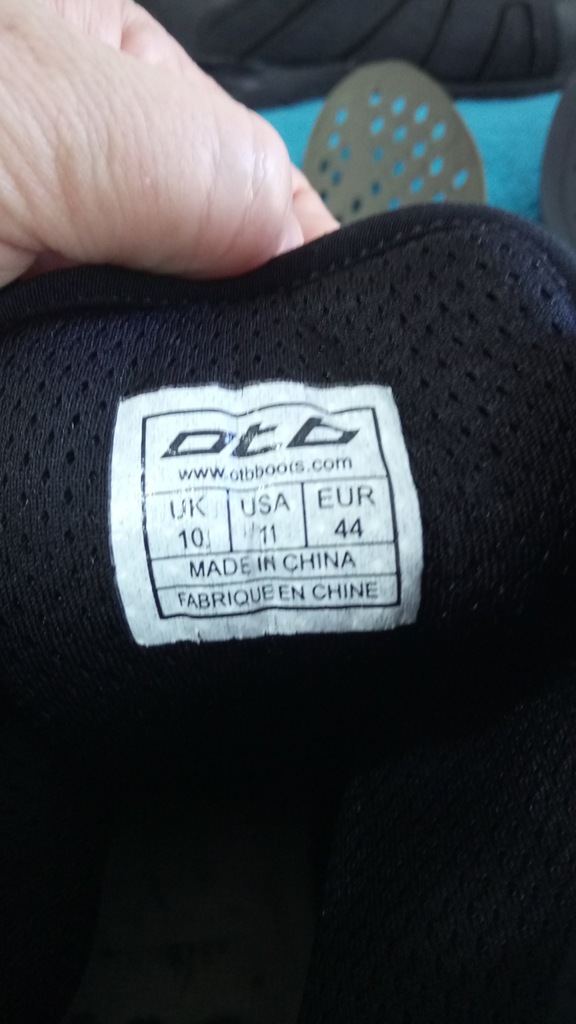 otb
www.otbboots.com
UK USA EUR
10 11 44
MADE IN CHINA
FABRIQUE EN CHINE